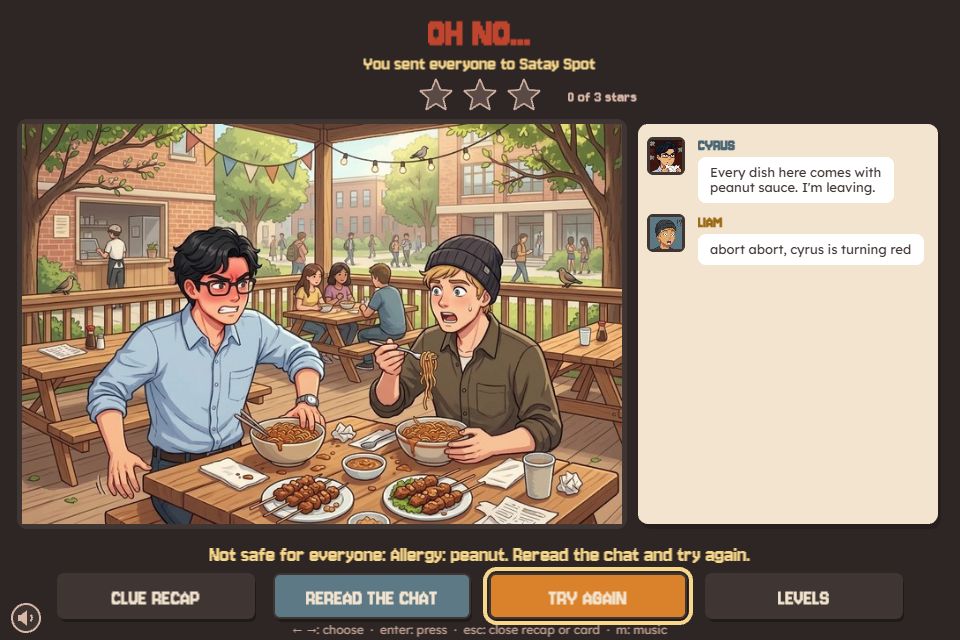 OH NO...
You sent everyone to Satay Spot
0 of 3 stars
CYRUS
Every dish here comes with
peanut sauce. I'm leaving.
LIAM
abort abort, cyrus is turning red
Not safe for everyone: Allergy: peanut. Reread the chat and try again.
CLUE RECAP
REREAD THE CHAT
TRY AGAIN
LEVELS
← →: choose · enter: press · esc: close recap or card · m: music